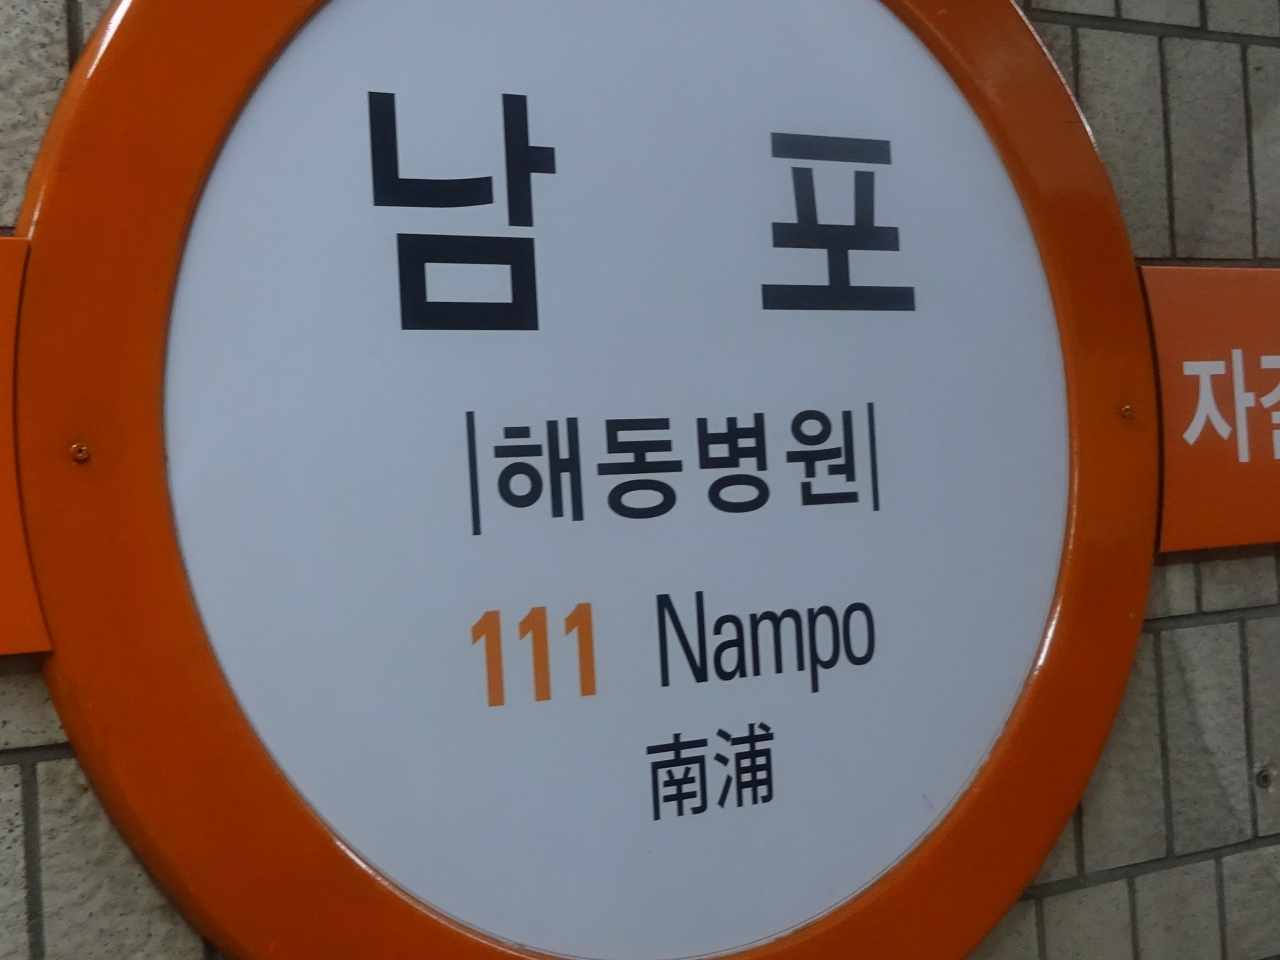 남 포
|해동병원|
111 Nampo
南浦